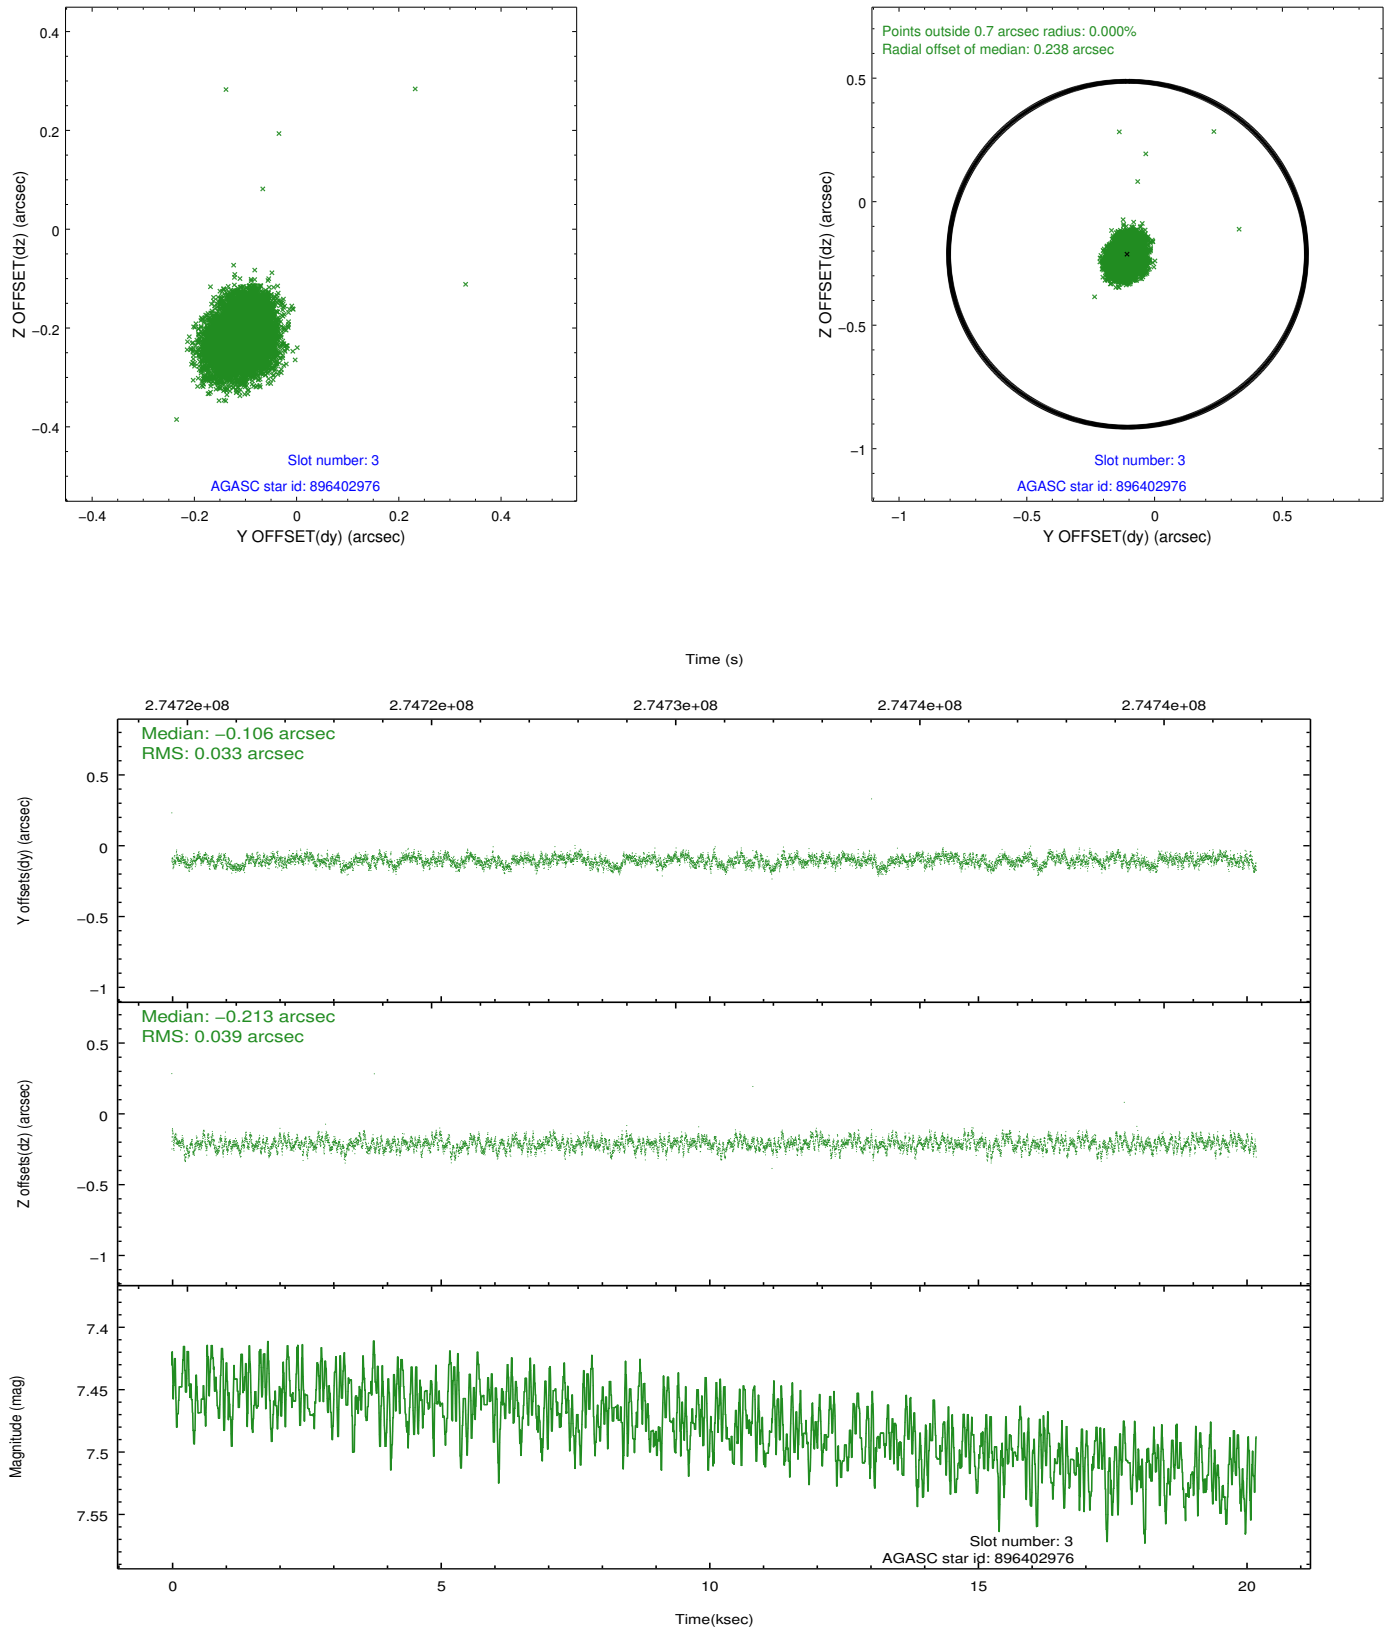 0.4
0.2
0
−0.2
−0.4
Z OFFSET(dz) (arcsec)
Slot number: 3
AGASC star id: 896402976
−0.4
−0.2
0
0.2
0.4
Y OFFSET(dy) (arcsec)
Points outside 0.7 arcsec radius: 0.000%
Radial offset of median: 0.238 arcsec
0.5
0
−0.5
−1
Z OFFSET(dz) (arcsec)
Slot number: 3
AGASC star id: 896402976
−1
−0.5
0
0.5
Y OFFSET(dy) (arcsec)
Time (s)
2.7472e+08
2.7472e+08
2.7473e+08
2.7474e+08
2.7474e+08
Median: −0.106 arcsec
RMS: 0.033 arcsec
0.5
0
−0.5
−1
Y offsets(dy) (arcsec)
Median: −0.213 arcsec
RMS: 0.039 arcsec
0.5
0
−0.5
−1
Z offsets(dz) (arcsec)
7.4
7.45
7.5
7.55
Magnitude (mag)
Slot number: 3
AGASC star id: 896402976
0
5
10
15
20
Time(ksec)